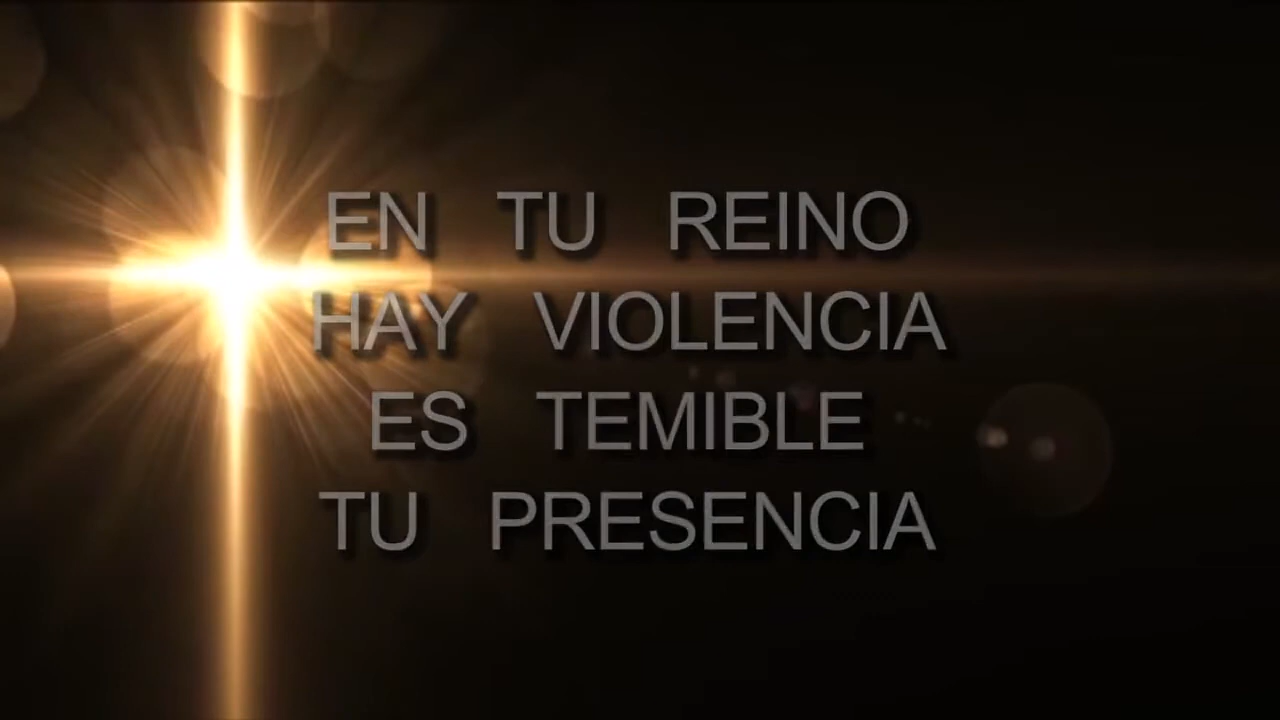 EN TU REINO
HAY VIOLENCIA
ES TEMIBLE
TU PRESENCIA